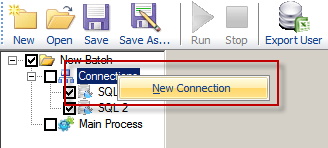 New Open Save Save As... Run Stop Export User
New Batch
Connections
New Connection
SQL
SQL 2
Main Process